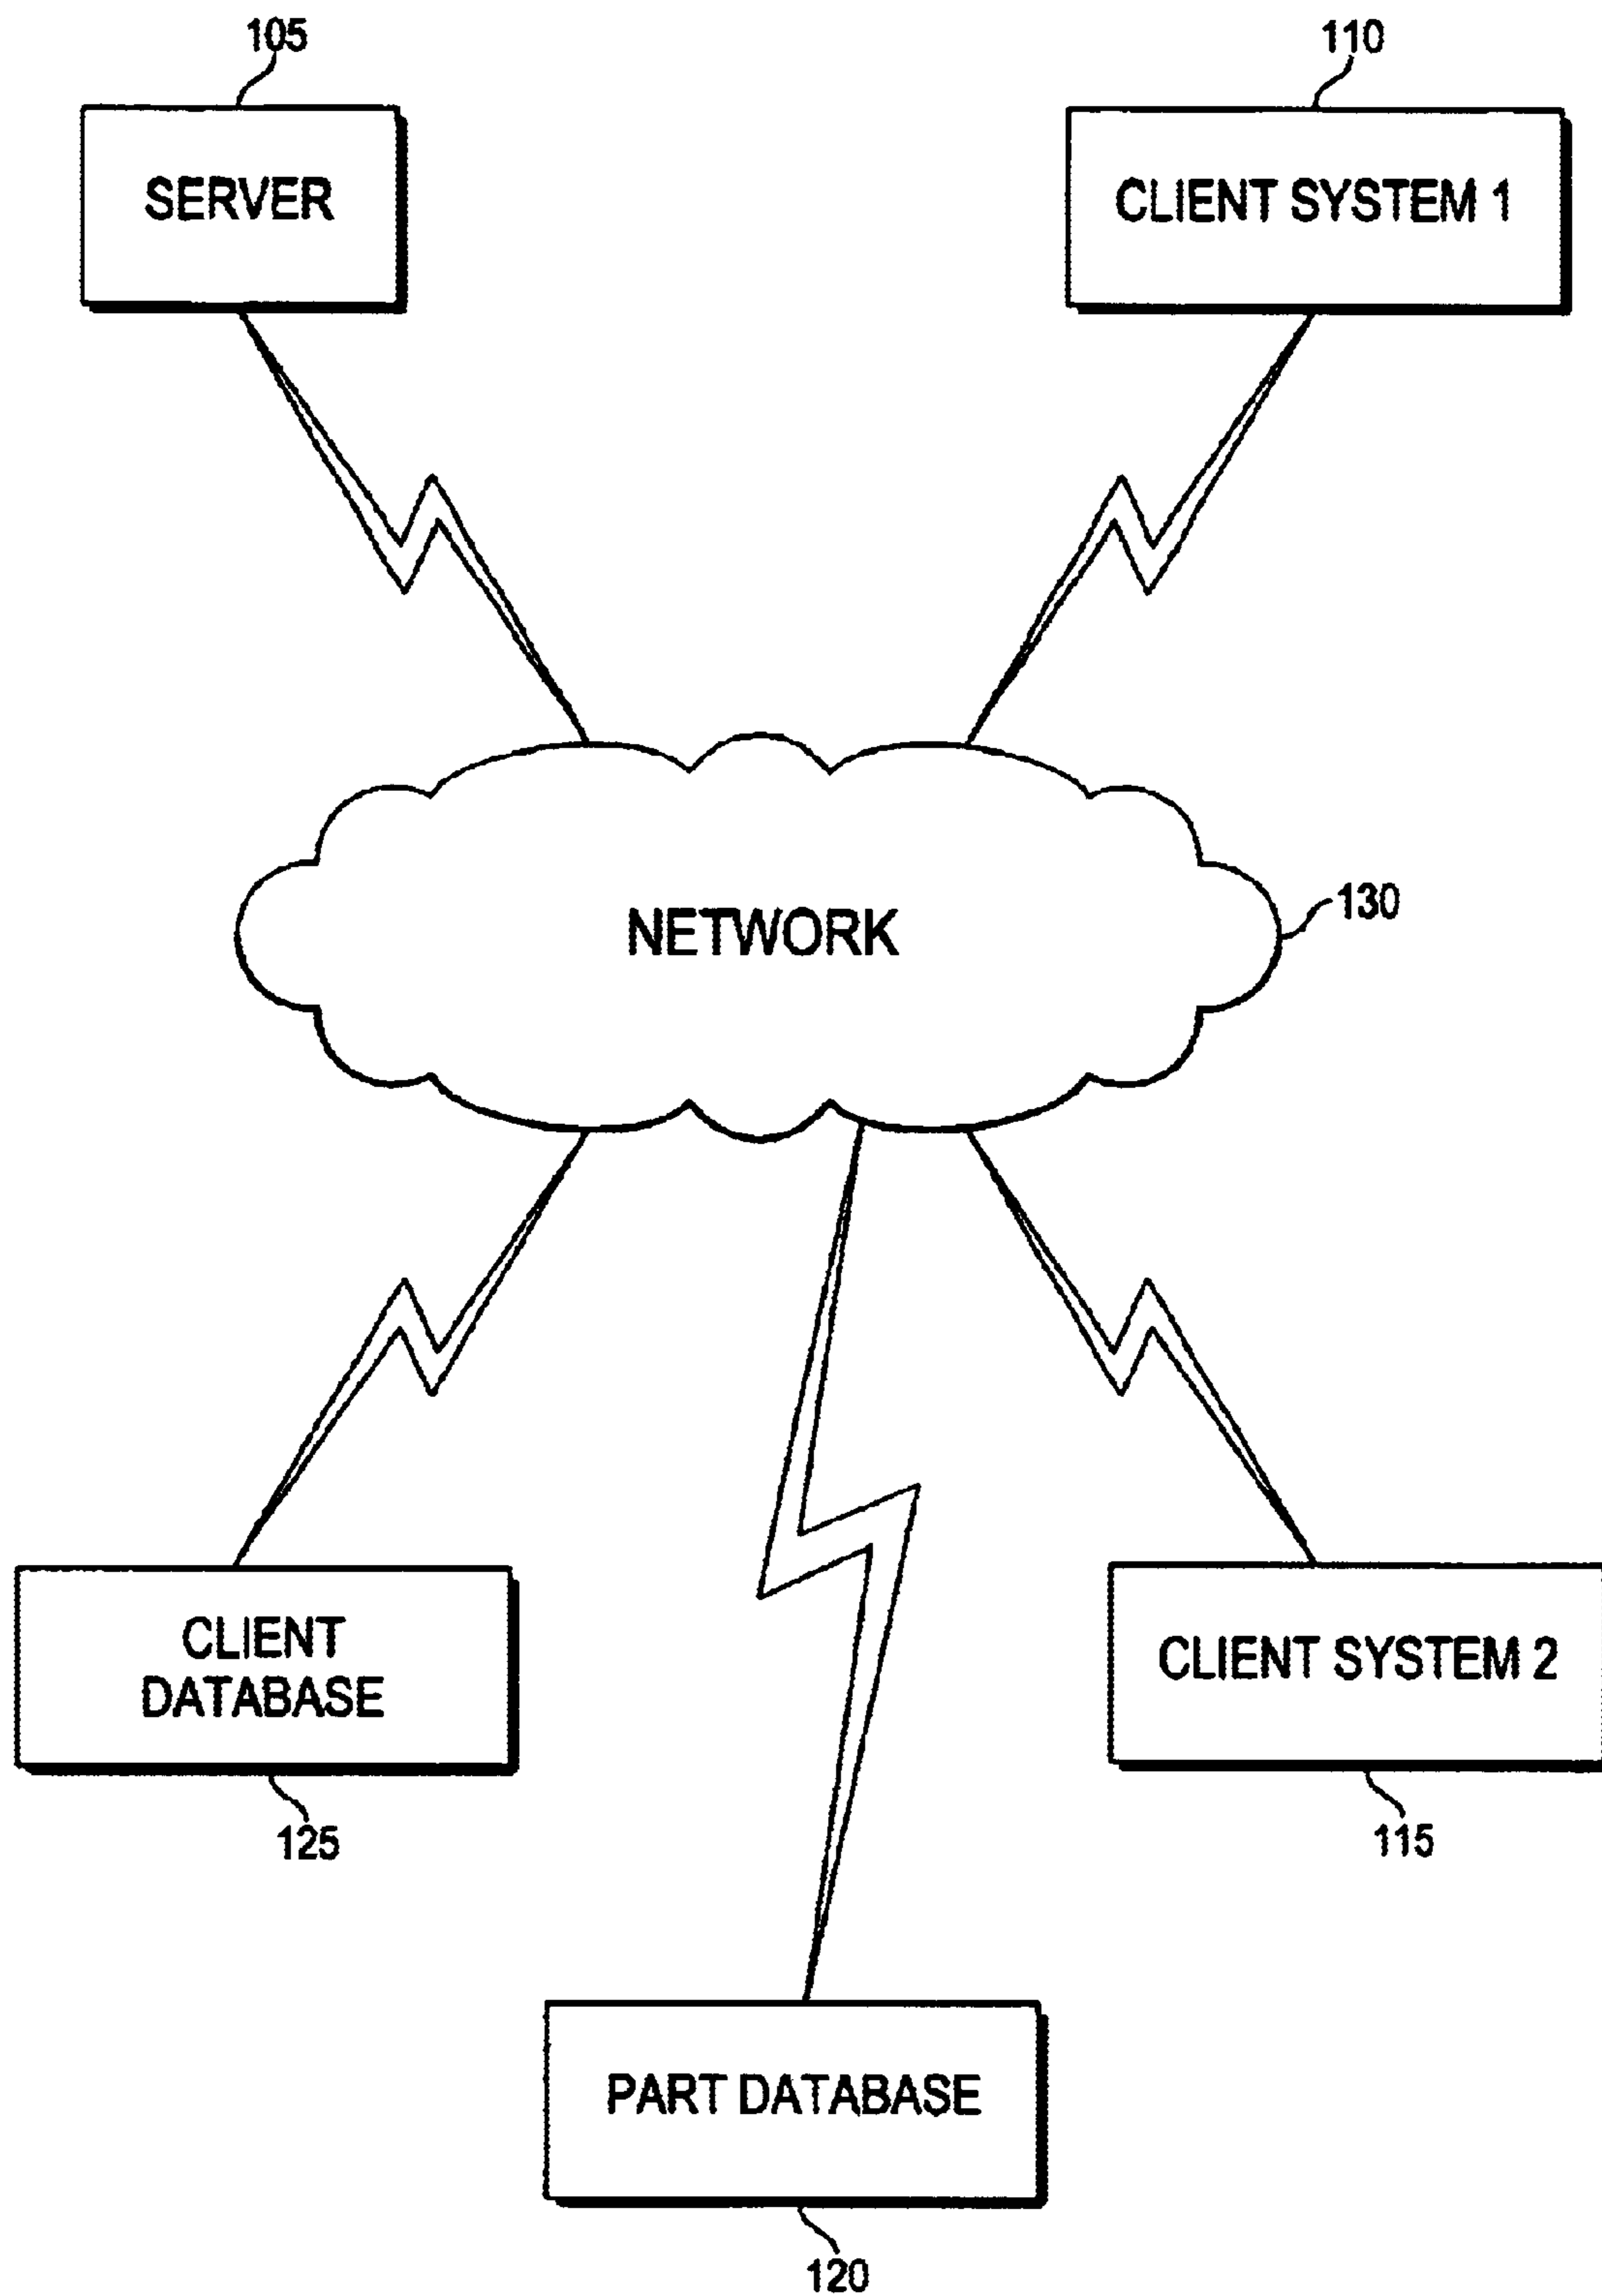 105
110
SERVER
CLIENT SYSTEM 1
NETWORK
130
CLIENT
DATABASE
CLIENT SYSTEM 2
125
115
PART DATABASE
120